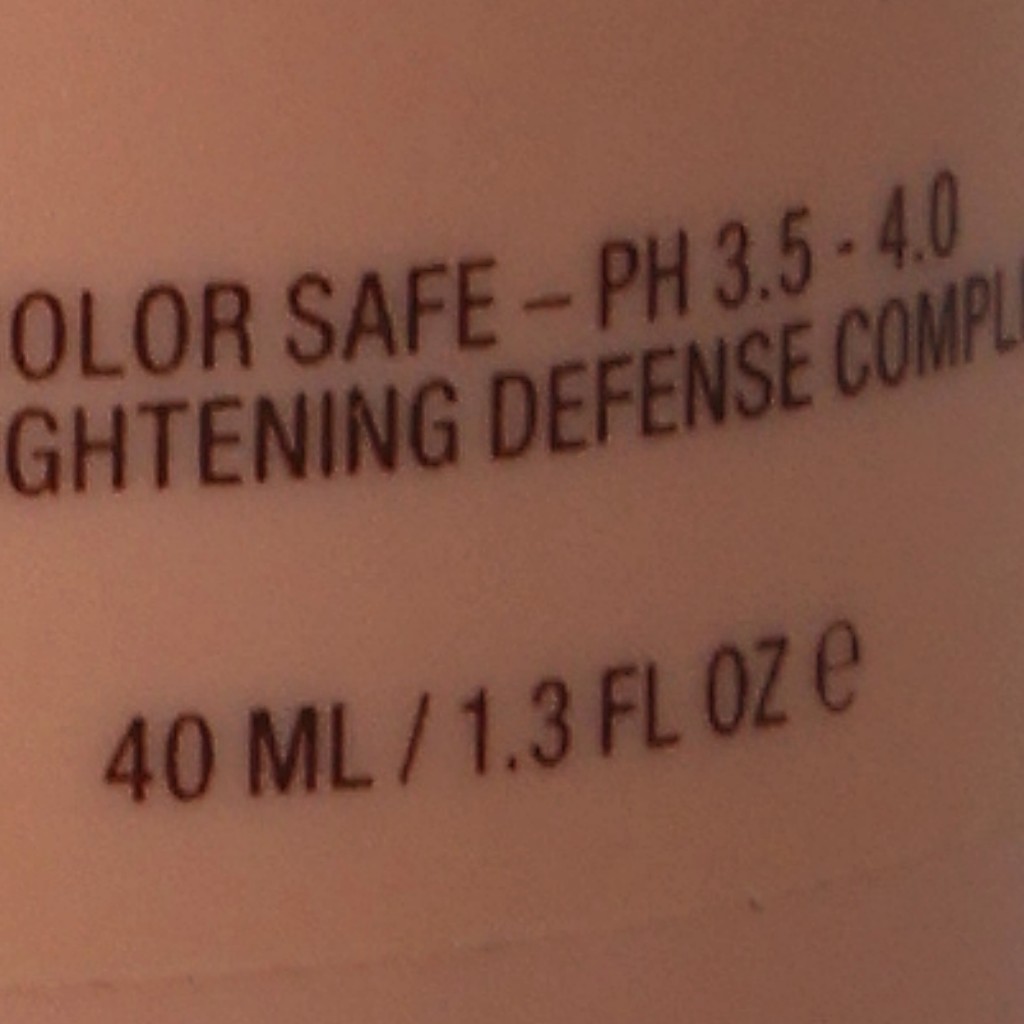 OLOR SAFE – PH 3.5 - 4.0
GHTENING DEFENSE COMPL
40 ML / 1.3 FL OZ ℮